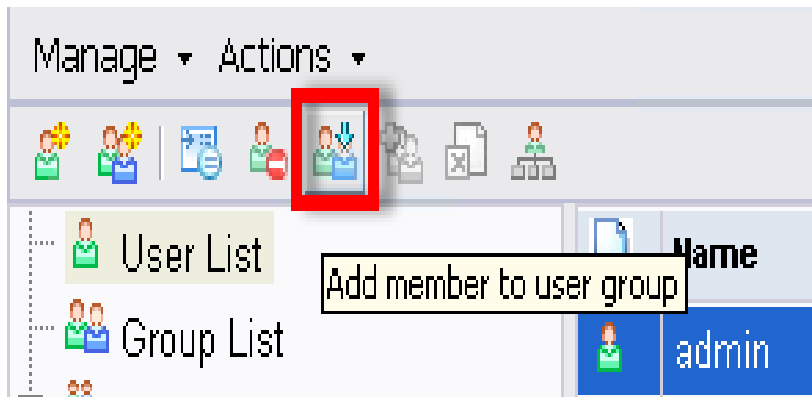 Manage Actions
User List
Name
Add member to user group
Group List
admin